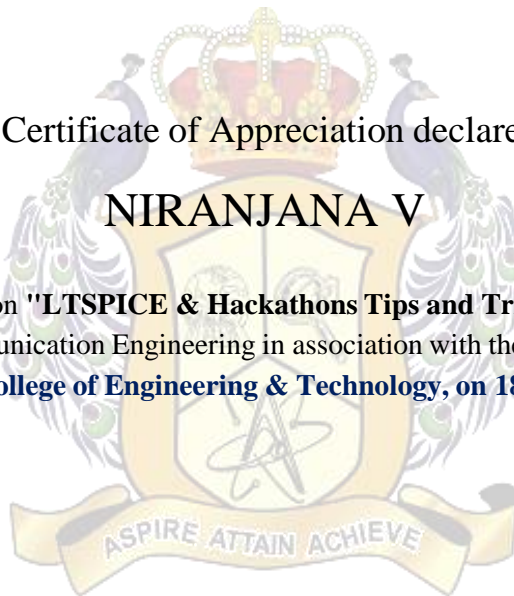 Certificate of Appreciation declare
NIRANJANA V
on "LTSPICE & Hackathons Tips and Tr
unication Engineering in association with the
ollege of Engineering & Technology, on 18
ASPIRE ATTAIN ACHIEVE